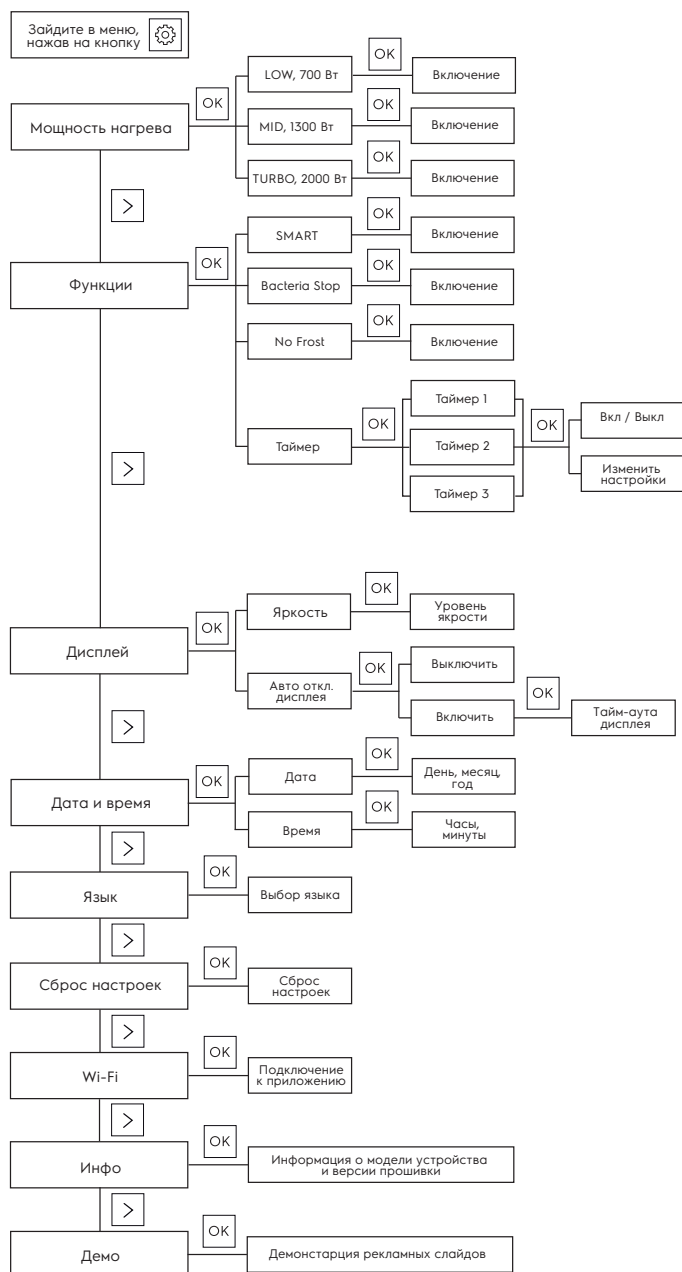 Зайдите в меню,
нажав на кнопку
OK
LOW, 700 Вт
Включение
OK
Мощность нагрева
OK
MID, 1300 Вт
Включение
OK
TURBO, 2000 Вт
Включение
>
OK
SMART
Включение
OK
Функции
OK
Bacteria Stop
Включение
OK
No Frost
Включение
Таймер
OK
Таймер 1
Таймер 2
Таймер 3
OK
Вкл / Выкл
Изменить
настройки
>
OK
Дисплей
Яркость
OK
Уровень
якрости
Авто откл.
дисплея
OK
Выключить
Включить
OK
Тайм-аута
дисплея
>
OK
Дата и время
Дата
OK
День, месяц,
год
Время
OK
Часы,
минуты
>
Язык
OK
Выбор языка
>
Сброс настроек
OK
Сброс
настроек
>
Wi-Fi
OK
Подключение
к приложению
>
Инфо
OK
Информация о модели устройства
и версии прошивки
>
Демо
OK
Демонстарция рекламных слайдов